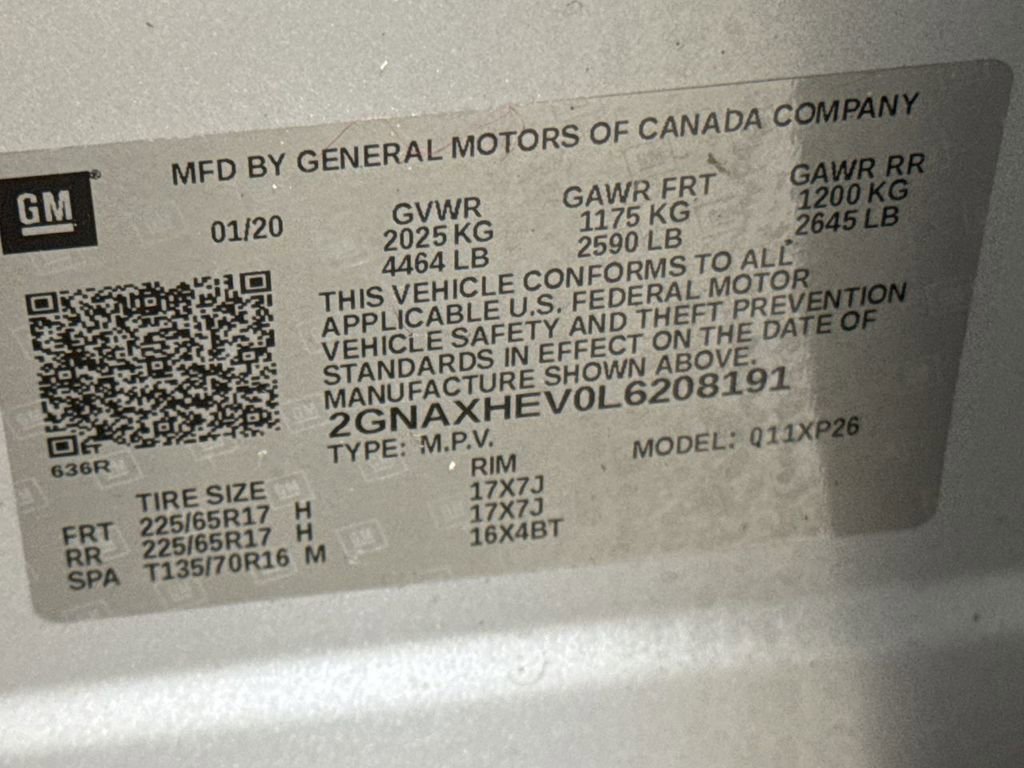 MFD BY GENERAL MOTORS OF CANADA COMPANY
GM
01/20
GVWR
2025 KG
4464 LB
GAWR FRT
1175 KG
2590 LB
GAWR RR
1200 KG
2645 LB
THIS VEHICLE CONFORMS TO ALL
APPLICABLE U.S. FEDERAL MOTOR
VEHICLE SAFETY AND THEFT PREVENTION
STANDARDS IN EFFECT ON THE DATE OF
MANUFACTURE SHOWN ABOVE.
2GNAXHEV0L6208191
TYPE: M.P.V. MODEL: Q11XP26
636R
TIRE SIZE RIM
FRT 225/65R17 H 17X7J
RR 225/65R17 H 17X7J
SPA T135/70R16 M 16X4BT